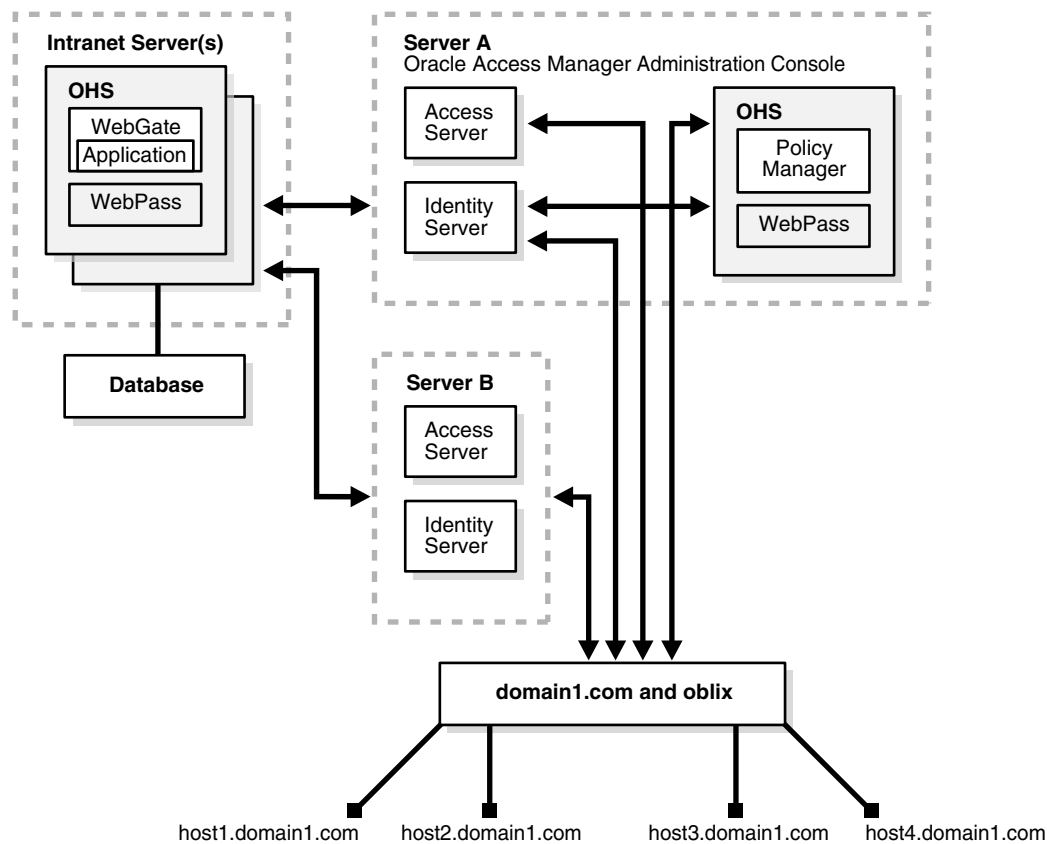 Intranet Server(s)
OHS
WebGate
Application
WebPass
Database
Server A
Oracle Access Manager Administration Console
Access
Server
Identity
Server
OHS
Policy
Manager
WebPass
Server B
Access
Server
Identity
Server
domain1.com and oblix
host1.domain1.com
host2.domain1.com
host3.domain1.com
host4.domain1.com